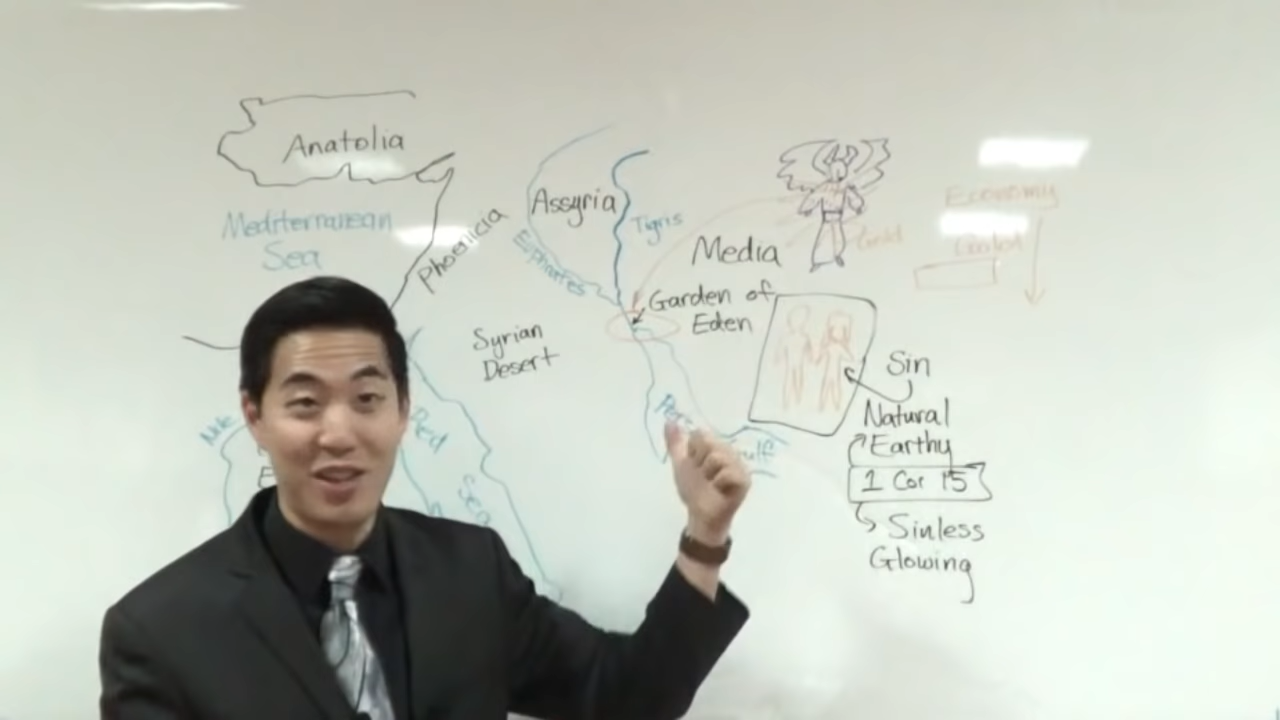 Anatolia
Mediterranean
Sea
Phoenicia
Assyria
Euphrates
Tigris
Media
Garden of
Eden
Syrian
Desert
Economy
Sin
Natural
Earthy
1 Cor 15
Sinless
Glowing
Nile
Red
Sea